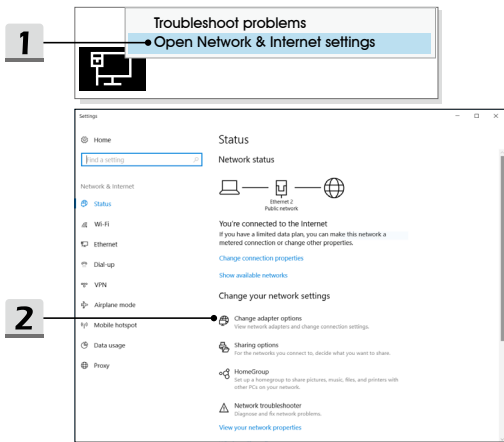 Troubleshoot problems
1
Open Network & Internet settings
Settings
Home
Status
Find a setting
Network status
Network & Internet
Ethernet 2
Public network
Status
Wi-Fi
You're connected to the Internet
If you have a limited data plan, you can make this network a
metered connection or change other properties.
Ethernet
Change connection properties
Dial-up
Show available networks
VPN
Change your network settings
Airplane mode
2
Change adapter options
View network adapters and change connection settings.
Mobile hotspot
Data usage
Sharing options
For the networks you connect to, decide what you want to share.
Proxy
HomeGroup
Set up a homegroup to share pictures, music, files, and printers with
other PCs on your network.
Network troubleshooter
Diagnose and fix network problems.
View your network properties